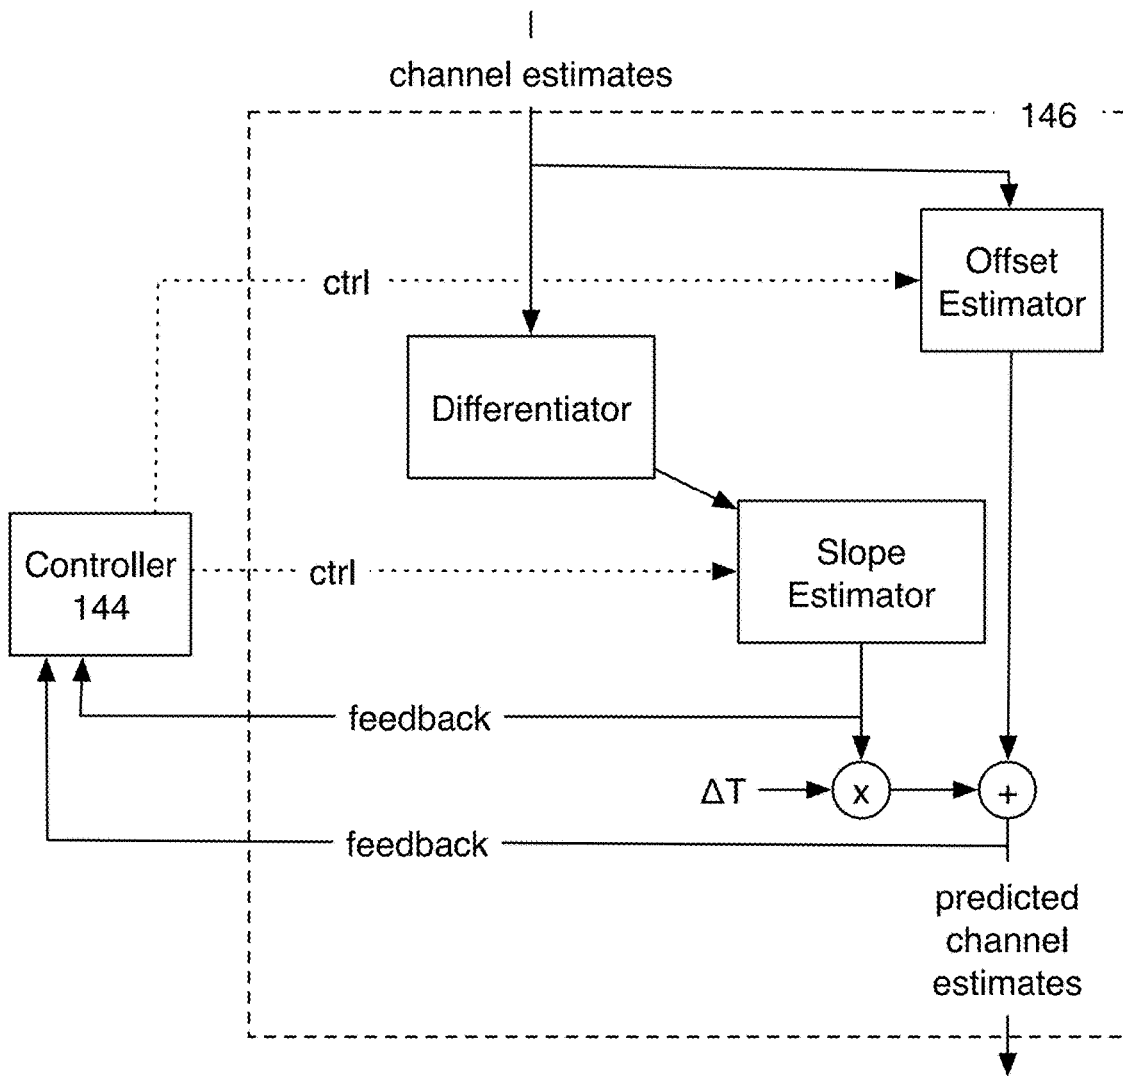 channel estimates
146
Offset
Estimator
ctrl
Differentiator
Controller
144
ctrl
Slope
Estimator
feedback
ΔT
x
+
feedback
predicted
channel
estimates